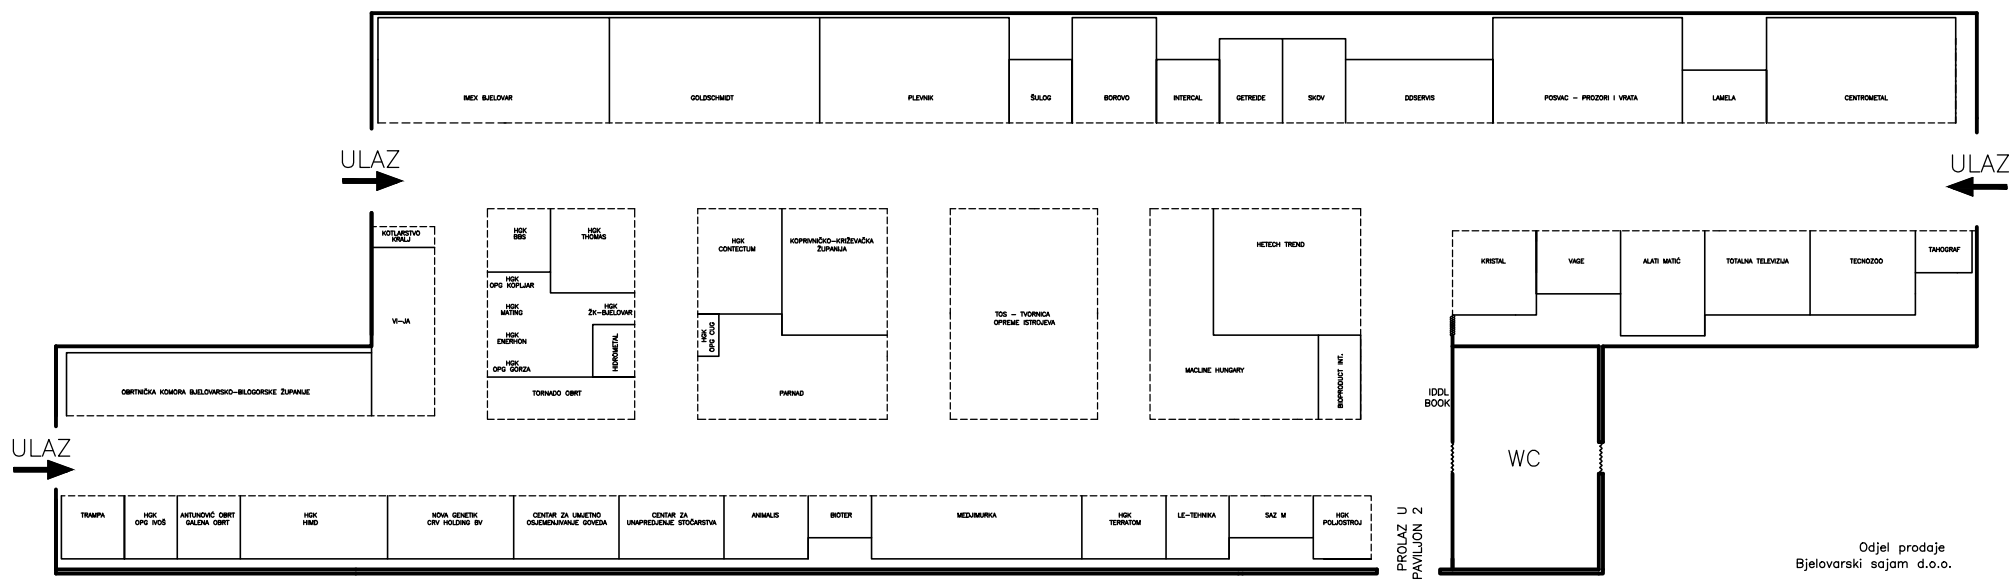 IMEX BJELOVAR
GOLDSCHMIDT
PLEVNIK
ŠULOG
BOROVO
INTERCAL
GETREIDE
SKOV
DDSERVIS
POSVAC – PROZORI I VRATA
LAMELA
CENTROMETAL
ULAZ
ULAZ
KOTLARSTVO
KRALJ
VI-JA
HGK
BBS
HGK
THOMAS
HGK
OPG KOPLJAR
HGK
MATING
HGK
ŽK-BJELOVAR
HGK
ENERHON
HGK
OPG GORZA
HIDROMETAL
TORNADO OBRT
HGK
CONTECTUM
KOPRIVNIČKO-KRIŽEVAČKA
ŽUPANIJA
HGK
OPG CUG
PARNAD
TOS – TVORNICA
OPREME ISTROJEVA
HETECH TREND
MACLINE HUNGARY
BIOPRODUCT INT.
KRISTAL
VAGE
ALATI MATIĆ
TOTALNA TELEVIZIJA
TECNOZOO
TAHOGRAF
OBRTNIČKA KOMORA BJELOVARSKO-BILOGORSKE ŽUPANIJE
IDDL
BOOK
WC
ULAZ
TRAMPA
HGK
OPG IVOŠ
ANTUNOVIĆ OBRT
GALENA OBRT
HGK
HIMD
NOVA GENETIK
CRV HOLDING BV
CENTAR ZA UMJETNO
OSJEMENJIVANJE GOVEDA
CENTAR ZA
UNAPREDJENJE STOČARSTVA
ANIMALIS
BIOTER
MEDJIMURKA
HGK
TERRATOM
LE-TEHNIKA
SAZ M
HGK
POLJOSTROJ
PROLAZ U
PAVILJON 2
Odjel prodaje
Bjelovarski sajam d.o.o.